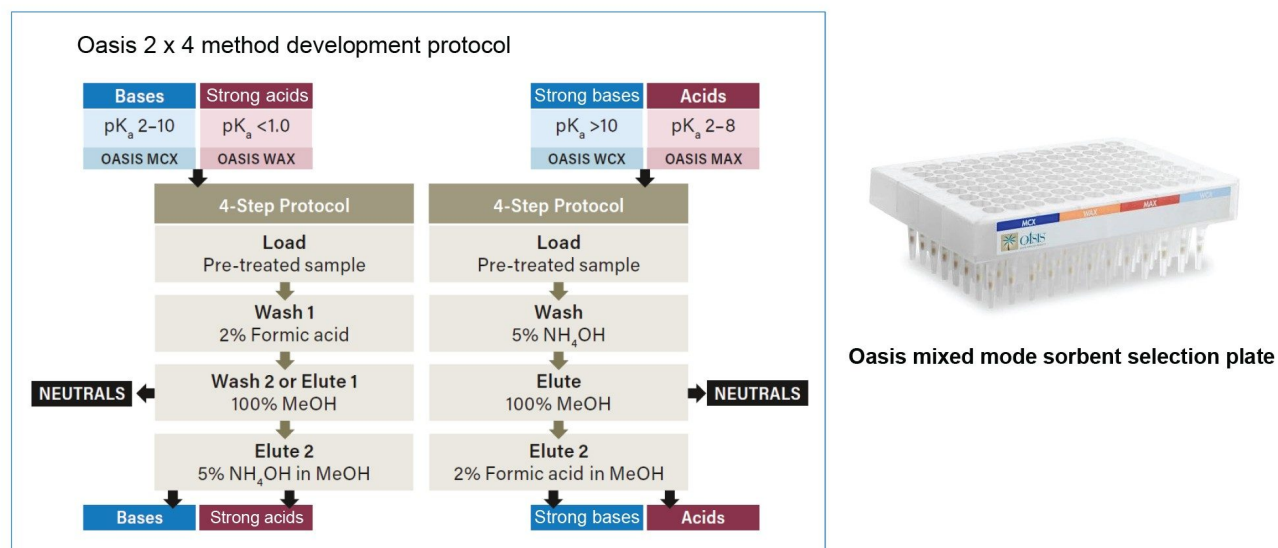 Oasis 2 x 4 method development protocol
Bases
Strong acids
pKₐ 2–10
pKₐ <1.0
OASIS MCX
OASIS WAX
4-Step Protocol
Load
Pre-treated sample
Wash 1
2% Formic acid
Wash 2 or Elute 1
100% MeOH
NEUTRALS
Elute 2
5% NH₄OH in MeOH
Bases
Strong acids
Strong bases
Acids
pKₐ >10
pKₐ 2–8
OASIS WCX
OASIS MAX
4-Step Protocol
Load
Pre-treated sample
Wash
5% NH₄OH
Elute
100% MeOH
NEUTRALS
Elute 2
2% Formic acid in MeOH
Strong bases
Acids
MCX
WAX
MAX
WCX
OASIS
Oasis mixed mode sorbent selection plate